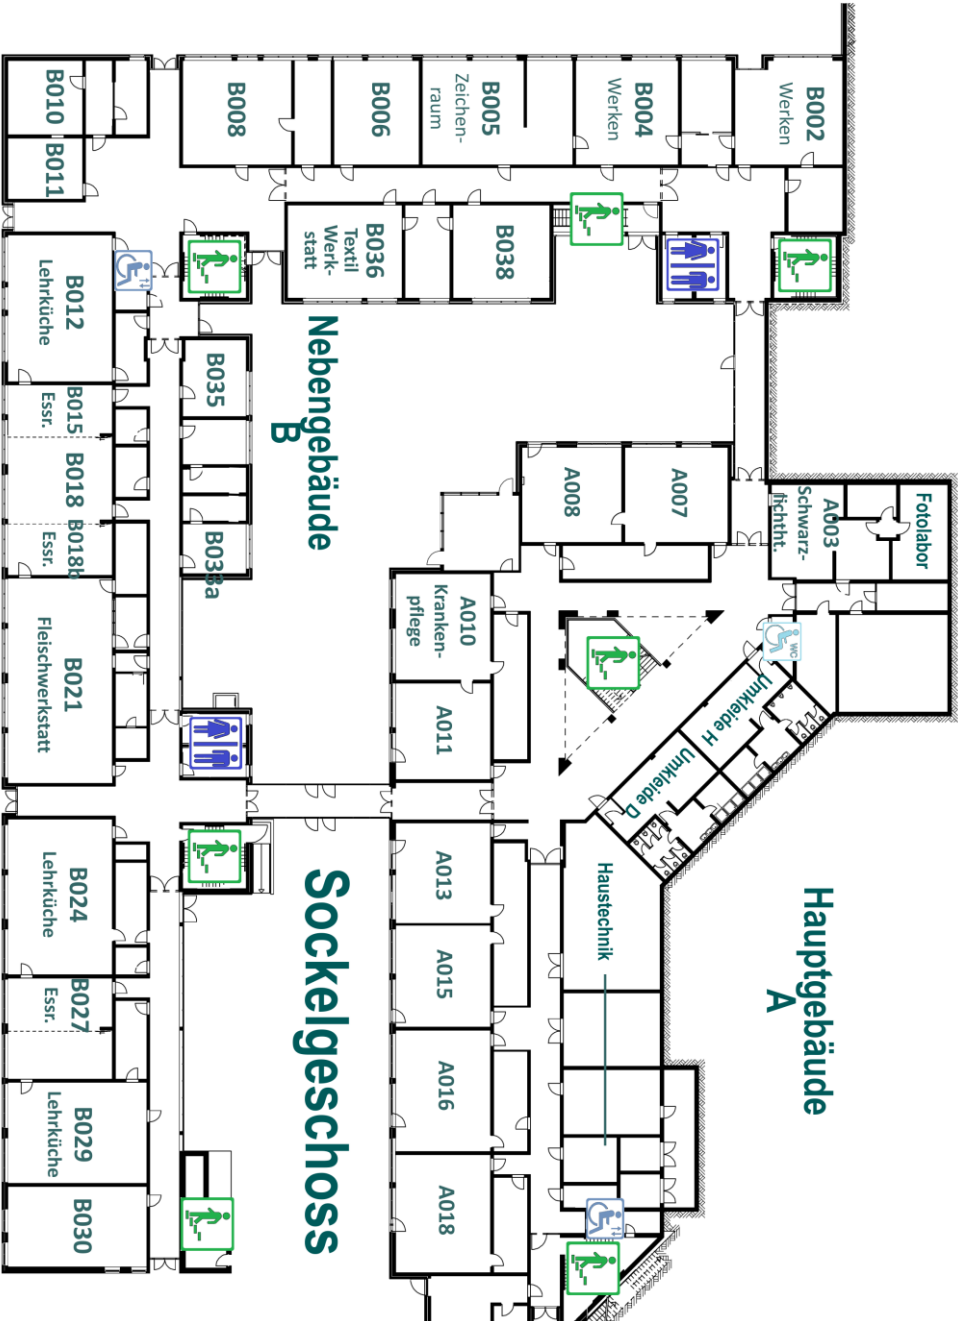 B010
B011
B008
B006
B005
Zeichen-
raum
B004
Werken
B002
Werken
B036
Textil
Werk-
statt
B038
B012
Lehrküche
B015
Essr.
B018
B018b
Essr.
B021
Fleischwerkstatt
B024
Lehrküche
B027
Essr.
B029
Lehrküche
B030
B035
B033a
Nebengebäude
B
Sockelgeschoss
Hauptgebäude
A
A008
A007
A003
Schwarz-
lichtht.
Fotolabor
A010
Kranken-
pflege
A011
A013
A015
A016
A018
WC
Umkleide H
Umkleide D
Haustechnik